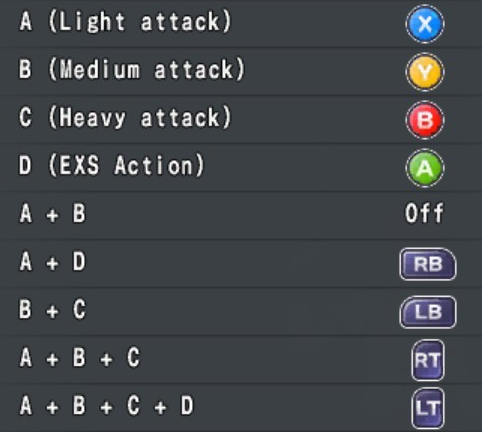 A (Light attack) X
B (Medium attack) Y
C (Heavy attack) B
D (EXS Action) A
A + B Off
A + D RB
B + C LB
A + B + C RT
A + B + C + D LT